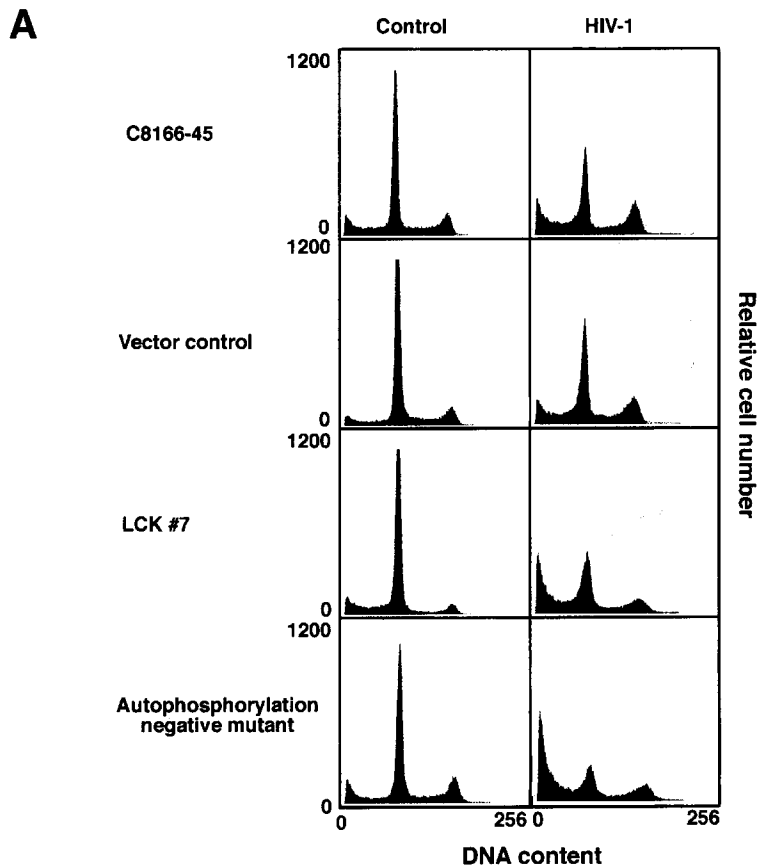 A
Control HIV-1
1200
C8166-45
0
1200
Vector control
0
1200
LCK #7
0
1200
Autophosphorylation
negative mutant
0
0 256 0 256
DNA content
Relative cell number